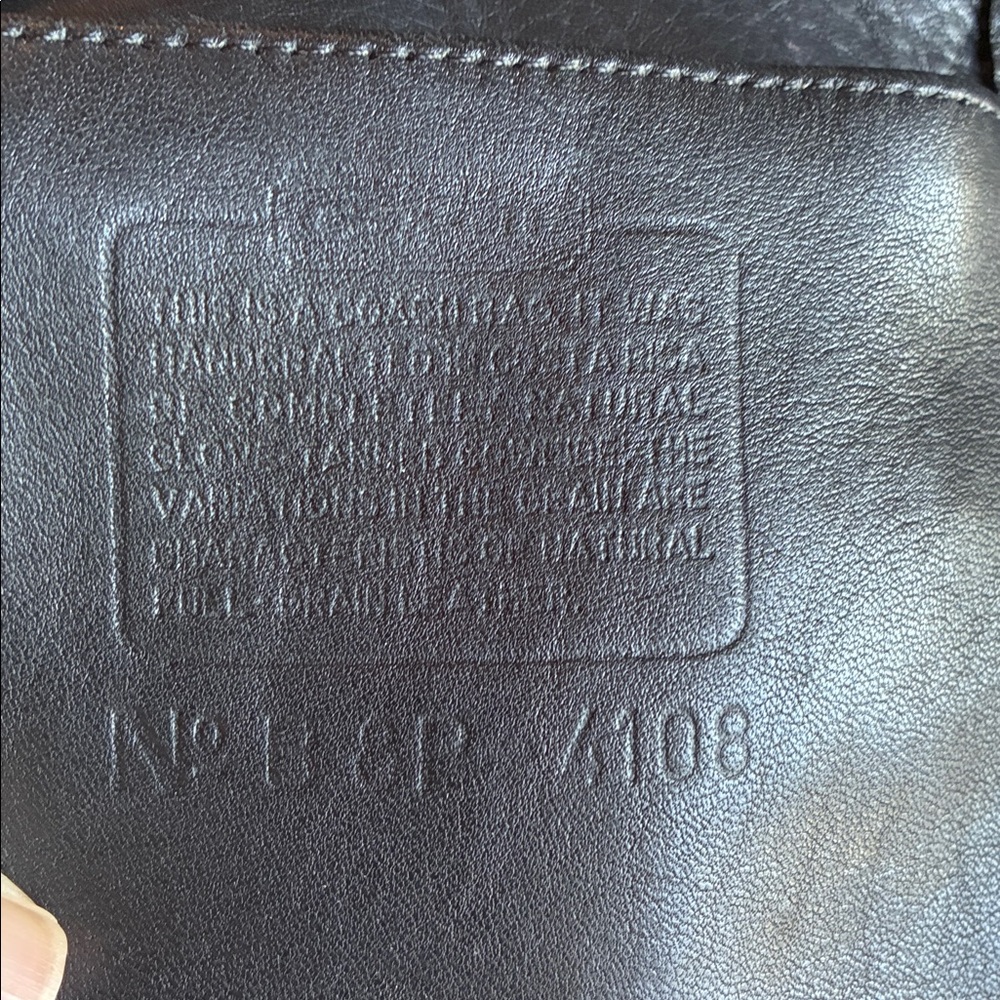 THIS IS A COACH BAG. IT WAS
HANDCRAFTED IN COSTA RICA
OF COMPLETELY NATURAL
GLOVE TANNED COWHIDE. THE
VARIATIONS IN THE GRAIN ARE
CHARACTERISTIC OF NATURAL
FULL-GRAIN LEATHER.
Nº 4108